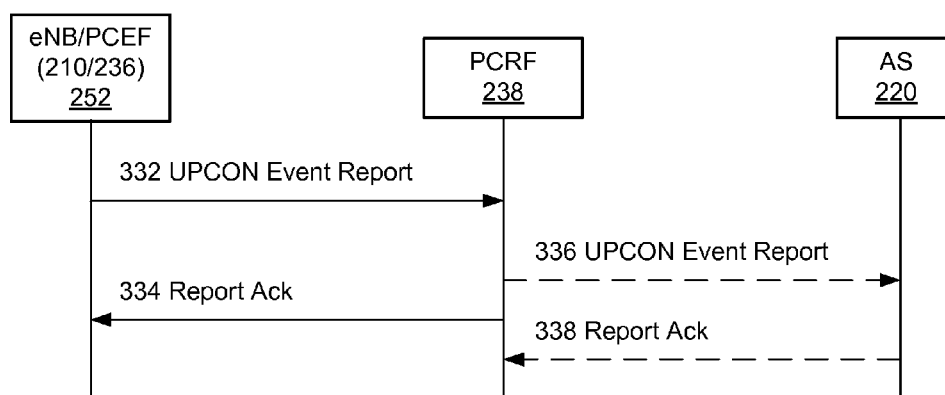 eNB/PCEF
(210/236)
252
PCRF
238
AS
220
332 UPCON Event Report
336 UPCON Event Report
334 Report Ack
338 Report Ack